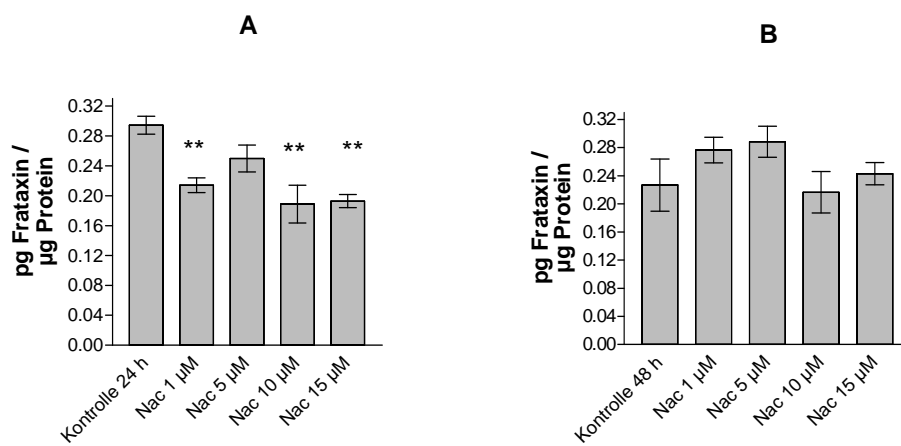 A
pg Frataxin /
µg Protein
0.32
0.28
0.24
0.20
0.16
0.12
0.08
0.04
0.00
**
**
**
Kontrolle 24 h
Nac 1 µM
Nac 5 µM
Nac 10 µM
Nac 15 µM
B
pg Frataxin /
µg Protein
0.32
0.28
0.24
0.20
0.16
0.12
0.08
0.04
0.00
Kontrolle 48 h
Nac 1 µM
Nac 5 µM
Nac 10 µM
Nac 15 µM